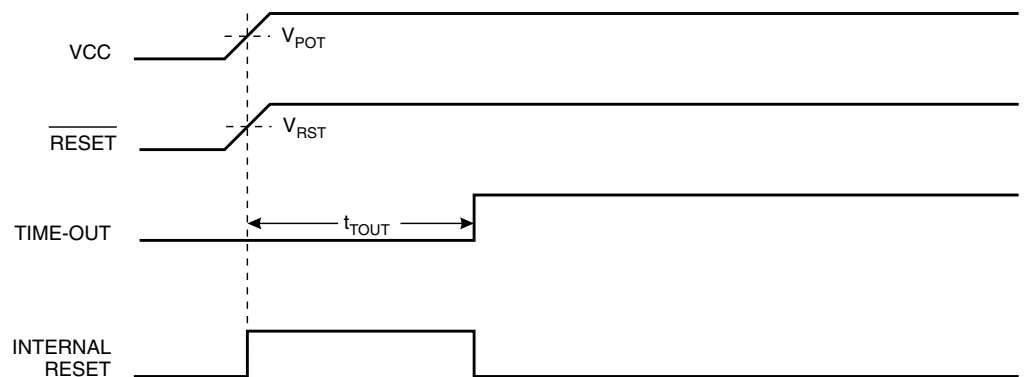 VCC
V_POT
RESET
V_RST
TIME-OUT
t_TOUT
INTERNAL
RESET